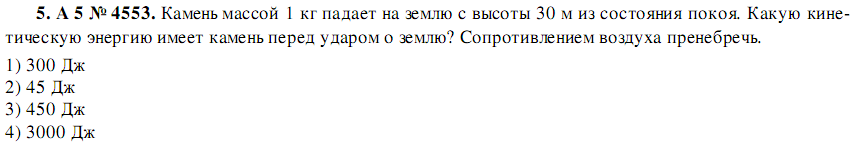 5. А 5 № 4553. Камень массой 1 кг падает на землю с высоты 30 м из состояния покоя. Какую кине-
тическую энергию имеет камень перед ударом о землю? Сопротивлением воздуха пренебречь.
1) 300 Дж
2) 45 Дж
3) 450 Дж
4) 3000 Дж